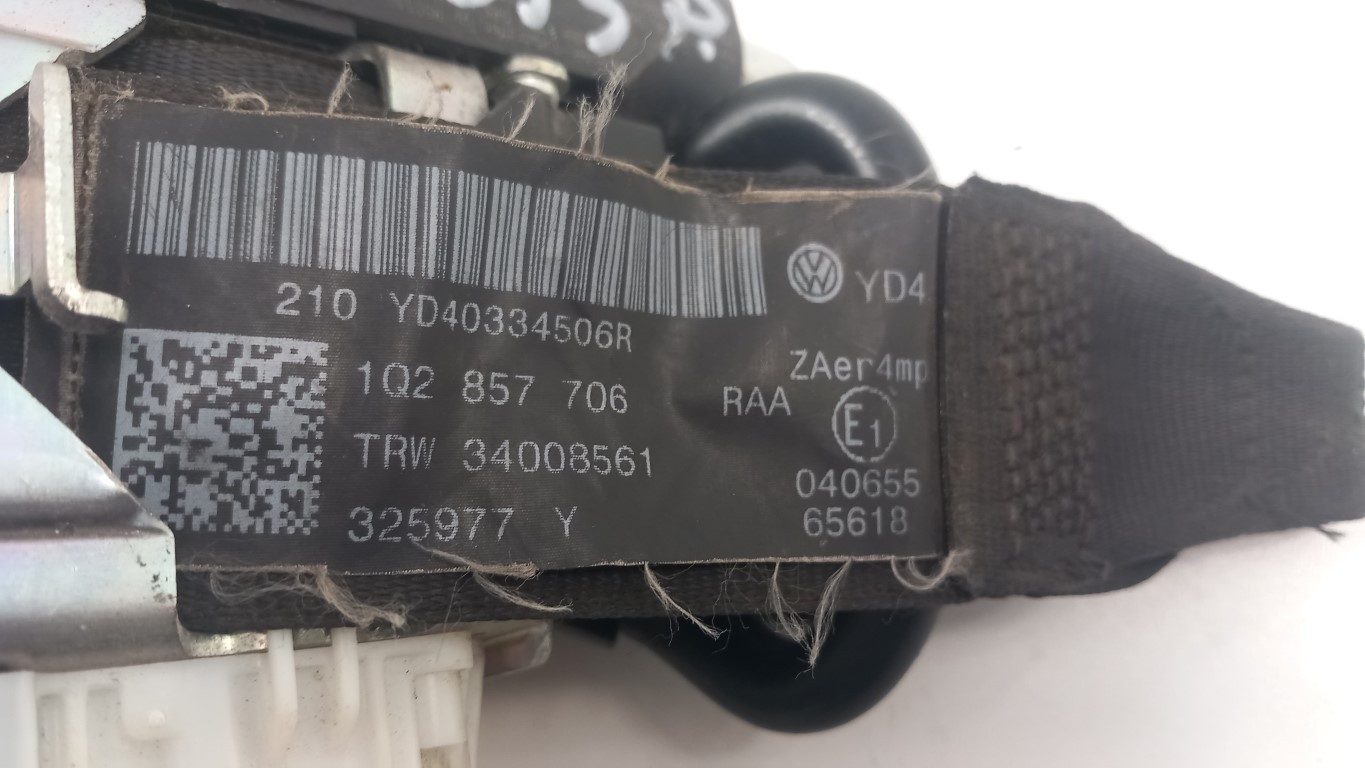 YD4
210 YD40334506R
ZAer4mp
1Q2 857 706
RAA
E1
TRW 34008561
040655
325977 Y
65618